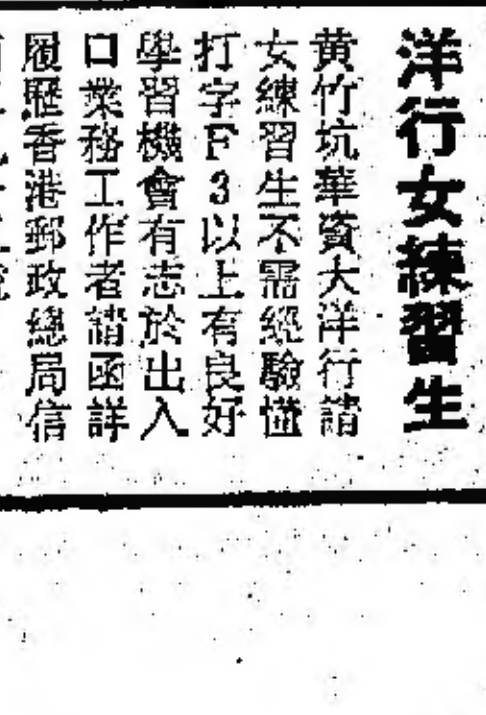 洋行女練習生
黃竹坑華資大洋行請
女練習生不需經驗懂
打字F3以上有良好
學習機會有志於出入
口業務工作者請函詳
履歷香港郵政總局信